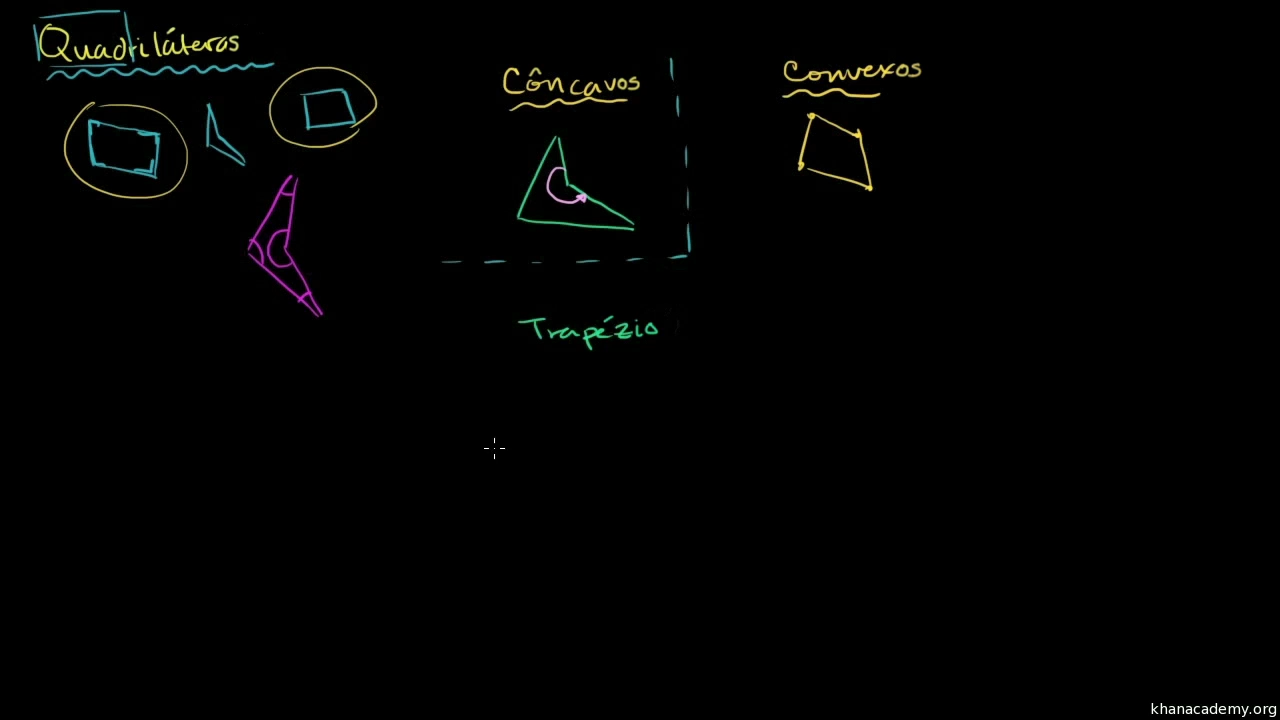 Quadriláteros
Côncavos
Convexos
Trapézio
khanacademy.org